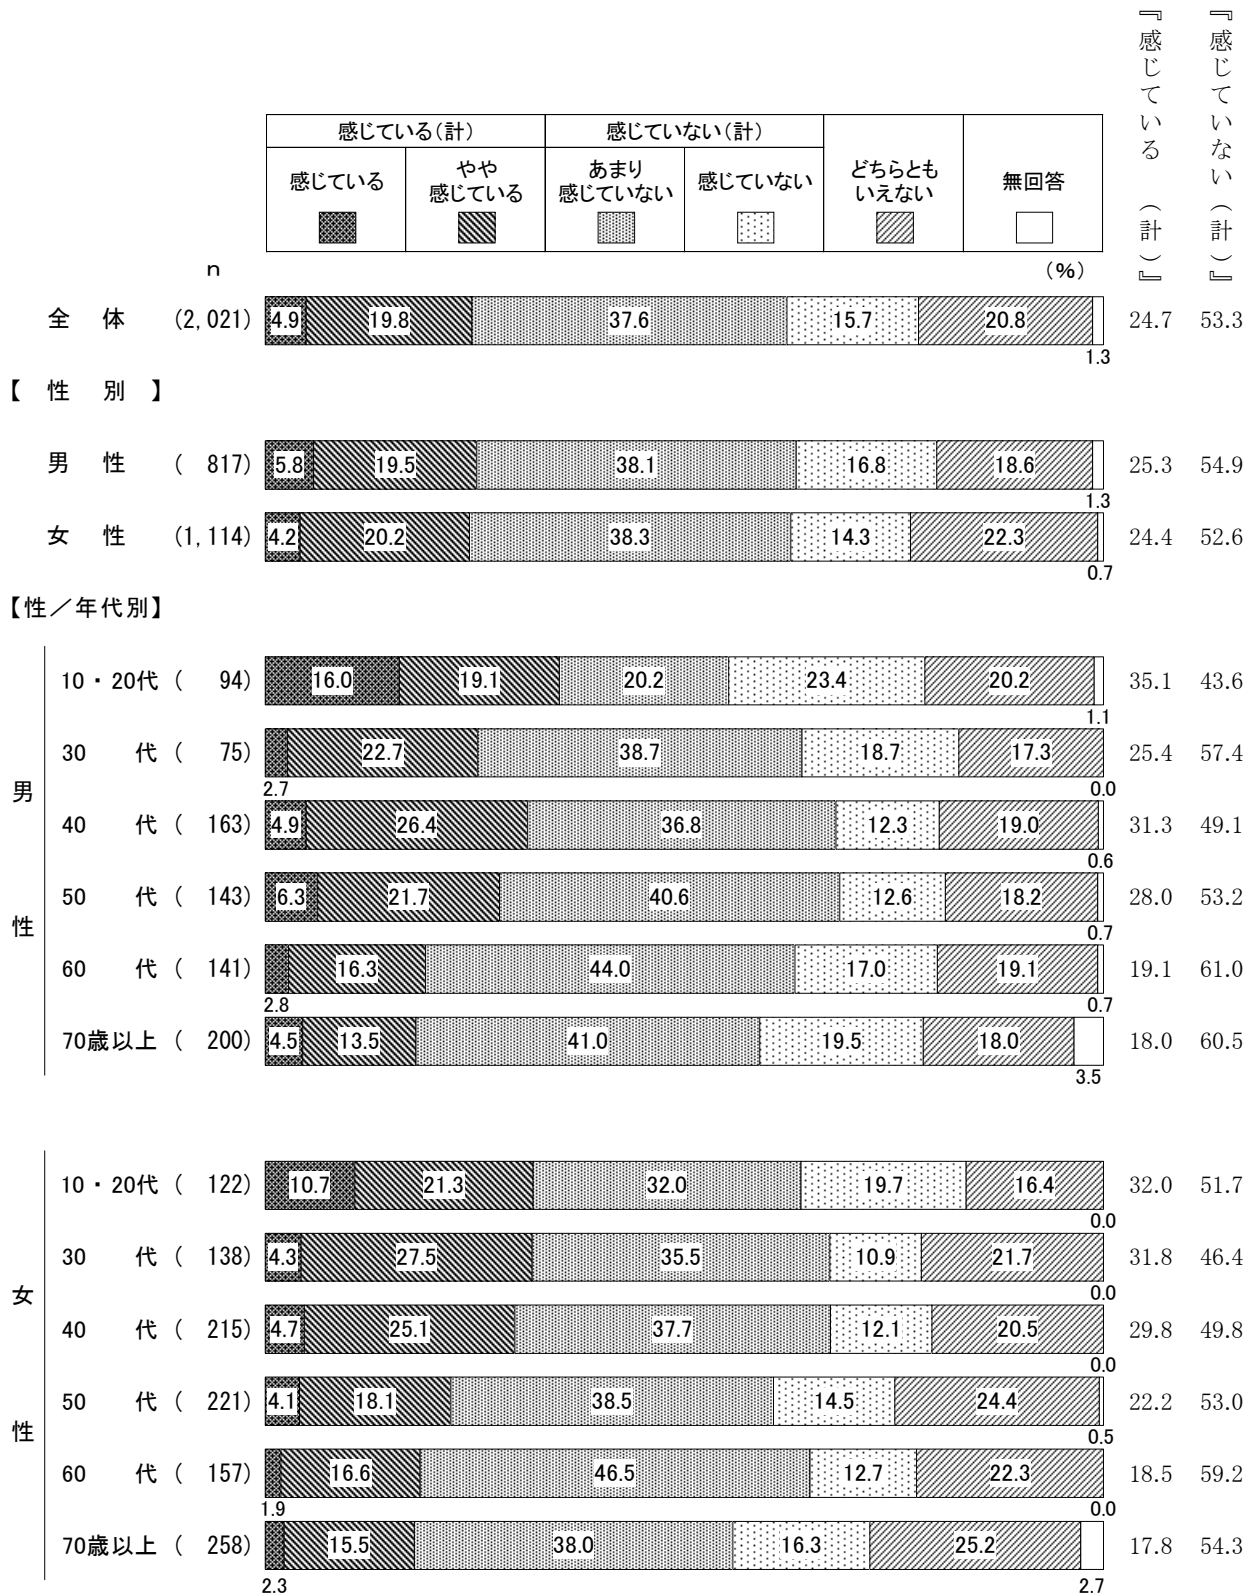 『感じている（計）』
『感じていない（計）』
感じている（計） 感じていない（計）
感じている
やや
感じている
あまり
感じていない
感じていない
どちらとも
いえない
無回答
n (%)
全体 (2,021) 4.9 19.8 37.6 15.7 20.8 1.3 24.7 53.3
【性別】
男性 (817) 5.8 19.5 38.1 16.8 18.6 1.3 25.3 54.9
女性 (1,114) 4.2 20.2 38.3 14.3 22.3 0.7 24.4 52.6
【性／年代別】
男性
10・20代 (94) 16.0 19.1 20.2 23.4 20.2 1.1 35.1 43.6
30代 (75) 2.7 22.7 38.7 18.7 17.3 0.0 25.4 57.4
40代 (163) 4.9 26.4 36.8 12.3 19.0 0.6 31.3 49.1
50代 (143) 6.3 21.7 40.6 12.6 18.2 0.7 28.0 53.2
60代 (141) 2.8 16.3 44.0 17.0 19.1 0.7 19.1 61.0
70歳以上 (200) 4.5 13.5 41.0 19.5 18.0 3.5 18.0 60.5
女性
10・20代 (122) 10.7 21.3 32.0 19.7 16.4 0.0 32.0 51.7
30代 (138) 4.3 27.5 35.5 10.9 21.7 0.0 31.8 46.4
40代 (215) 4.7 25.1 37.7 12.1 20.5 0.0 29.8 49.8
50代 (221) 4.1 18.1 38.5 14.5 24.4 0.5 22.2 53.0
60代 (157) 1.9 16.6 46.5 12.7 22.3 0.0 18.5 59.2
70歳以上 (258) 2.3 15.5 38.0 16.3 25.2 2.7 17.8 54.3